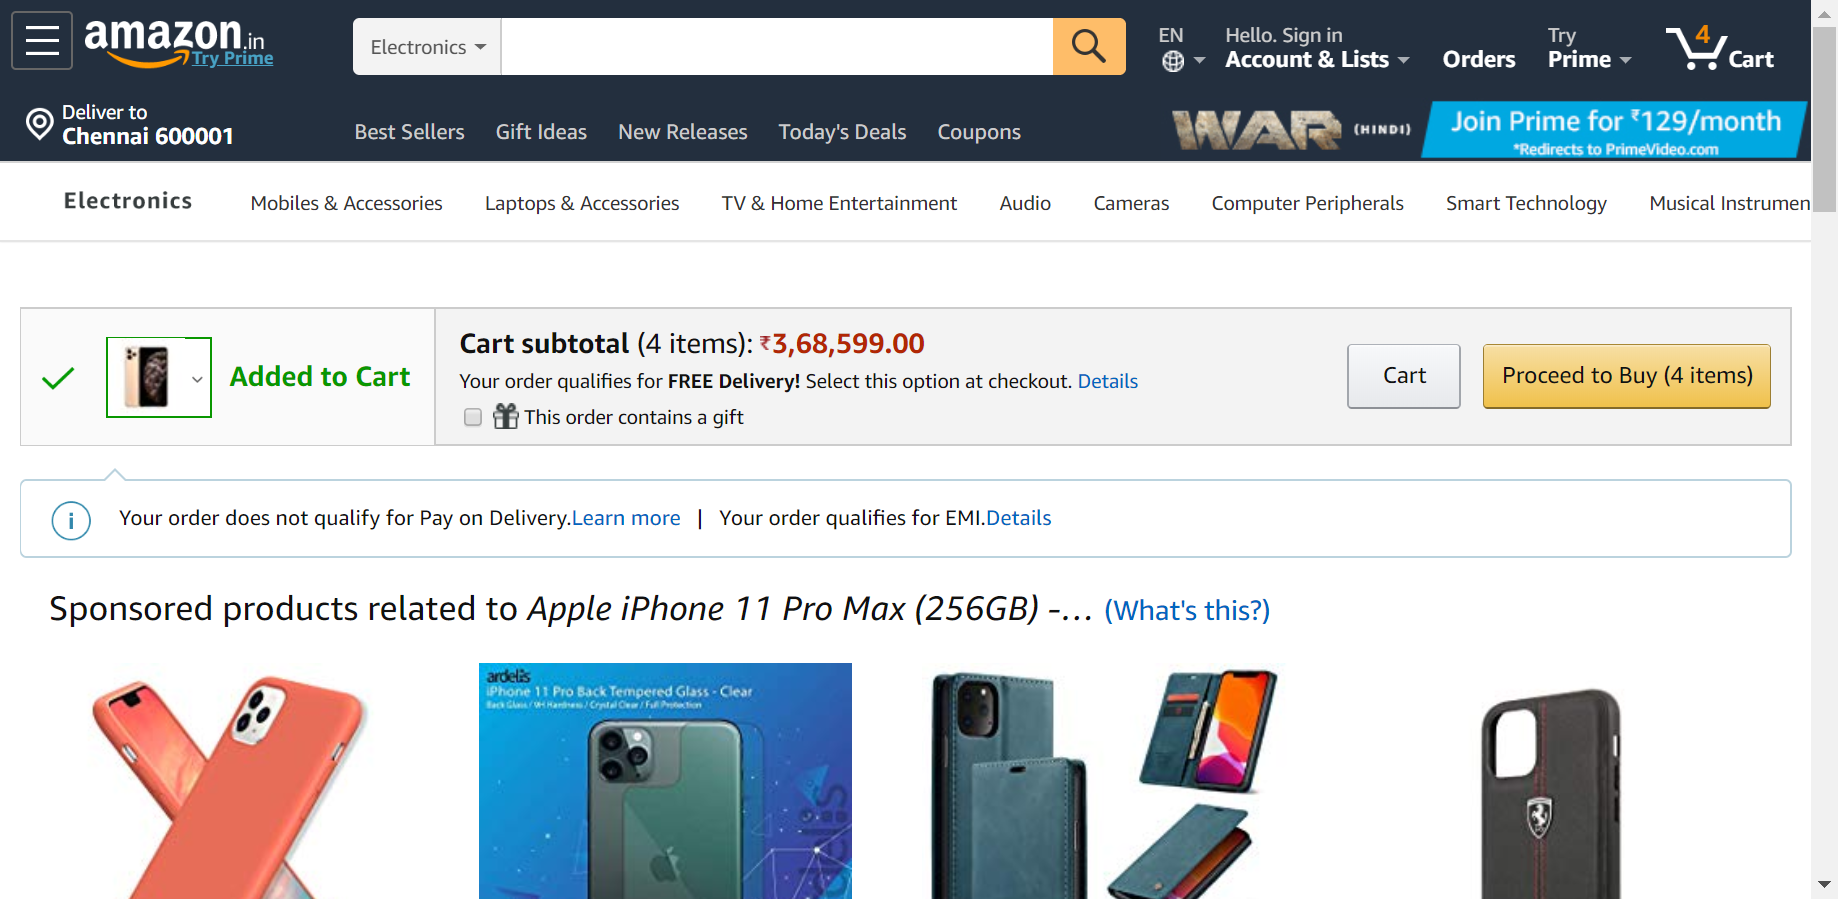 amazon.in
Try Prime
Electronics
EN
Hello. Sign in
Account & Lists
Orders
Try
Prime
4
Cart
Deliver to
Chennai 600001
Best Sellers
Gift Ideas
New Releases
Today's Deals
Coupons
WAR (HINDI)
Join Prime for ₹129/month
*Redirects to PrimeVideo.com
Electronics
Mobiles & Accessories
Laptops & Accessories
TV & Home Entertainment
Audio
Cameras
Computer Peripherals
Smart Technology
Musical Instrumen
Added to Cart
Cart subtotal (4 items): ₹3,68,599.00
Your order qualifies for FREE Delivery! Select this option at checkout. Details
This order contains a gift
Cart
Proceed to Buy (4 items)
Your order does not qualify for Pay on Delivery.Learn more | Your order qualifies for EMI.Details
Sponsored products related to Apple iPhone 11 Pro Max (256GB) -... (What's this?)
ardelis
iPhone 11 Pro Back Tempered Glass - Clear
Back Glass / 9H Hardness / Crystal Clear / Full Protection